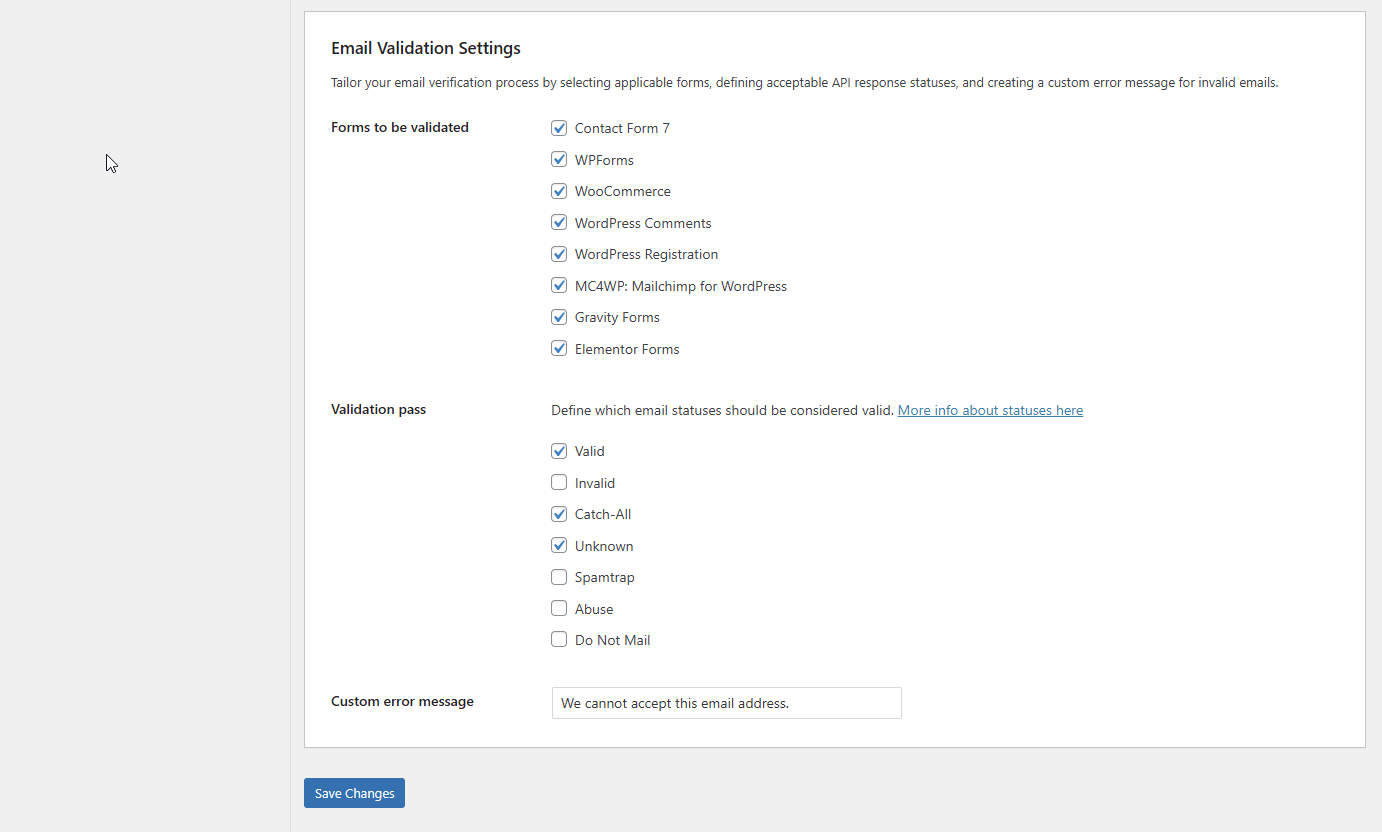 Email Validation Settings
Tailor your email verification process by selecting applicable forms, defining acceptable API response statuses, and creating a custom error message for invalid emails.
Forms to be validated
Contact Form 7
WPForms
WooCommerce
WordPress Comments
WordPress Registration
MC4WP: Mailchimp for WordPress
Gravity Forms
Elementor Forms
Validation pass
Define which email statuses should be considered valid. More info about statuses here
Valid
Invalid
Catch-All
Unknown
Spamtrap
Abuse
Do Not Mail
Custom error message
We cannot accept this email address.
Save Changes